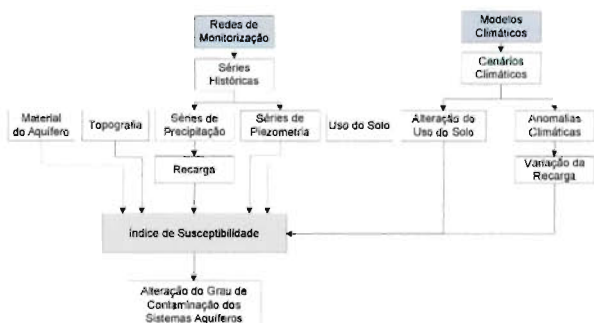 Redes de
Monitorização
Modelos
Climáticos
Séries
Históricas
Cenários
Climáticos
Material
do Aquífero
Topografia
Séries de
Precipitação
Séries de
Piezometria
Uso do Solo
Alteração do
Uso do Solo
Anomalias
Climáticas
Recarga
Variação da
Recarga
Índice de Susceptibilidade
Alteração do Grau de
Contaminação dos
Sistemas Aquíferos